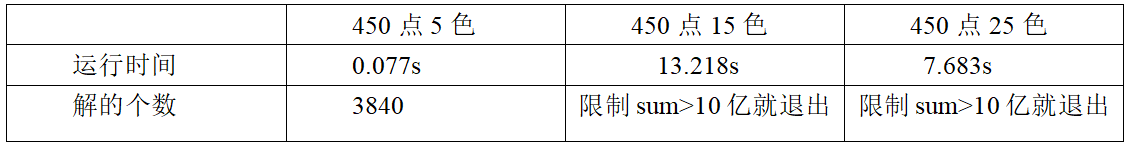 450 点 5 色 450 点 15 色 450 点 25 色
运行时间 0.077s 13.218s 7.683s
解的个数 3840 限制 sum>10 亿就退出 限制 sum>10 亿就退出